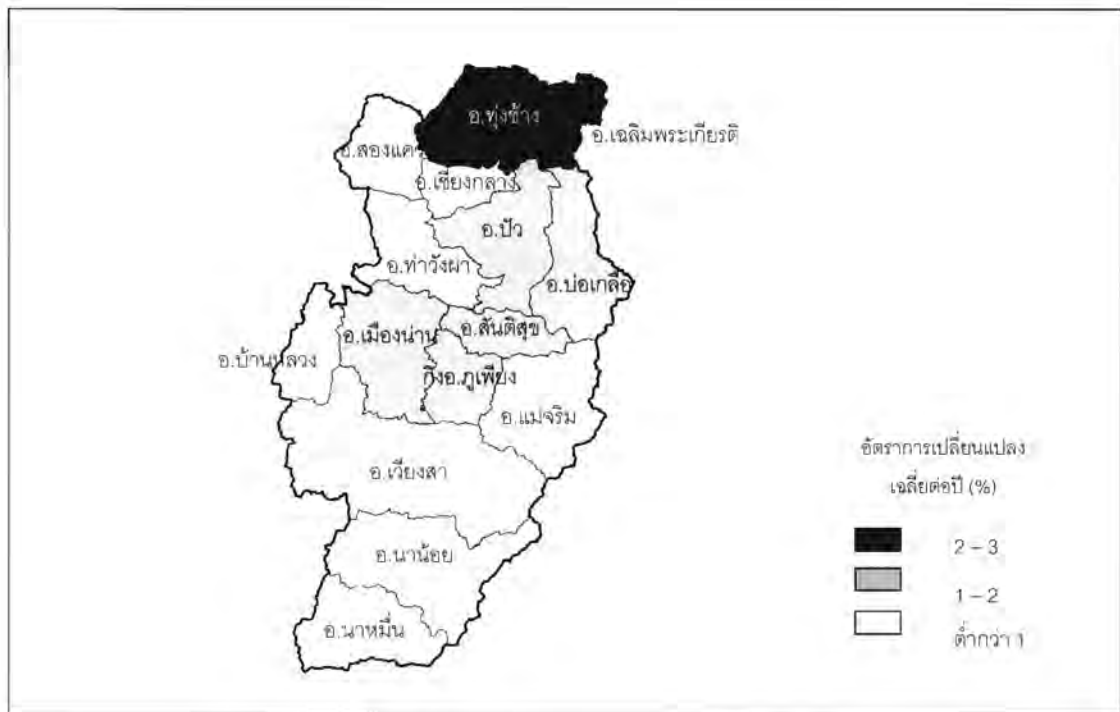 อ.ทุ่งช้าง
อ.เฉลิมพระเกียรติ
อ.สองแคว
อ.เชียงกลาง
อ.ปัว
อ.ท่าวังผา
อ.บ่อเกลือ
อ.สันติสุข
อ.เมืองน่าน
อ.บ้านหลวง
กิ่งอ.ภูเพียง
อ.แม่จริม
อ.เวียงสา
อ.นาน้อย
อ.นาหมื่น
อัตราการเปลี่ยนแปลง
เฉลี่ยต่อปี (%)
2 – 3
1 – 2
ต่ำกว่า 1